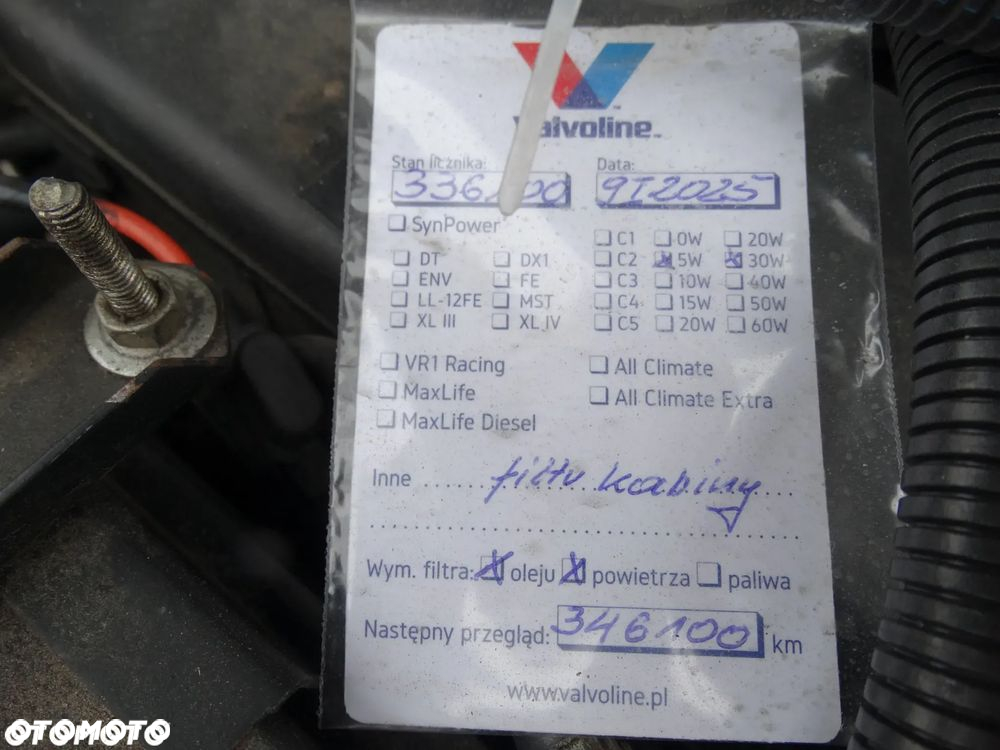 Valvoline
Stan licznika: Data:
336100 9I2025
SynPower
C1 0W 20W
DT DX1 C2 5W 30W
ENV FE C3 10W 40W
LL-12FE MST C4 15W 50W
XL III XL IV C5 20W 60W
VR1 Racing All Climate
MaxLife All Climate Extra
MaxLife Diesel
Inne filtr kabiny
Wym. filtra: oleju powietrza paliwa
Następny przegląd: 346100 km
www.valvoline.pl
OTOMOTO